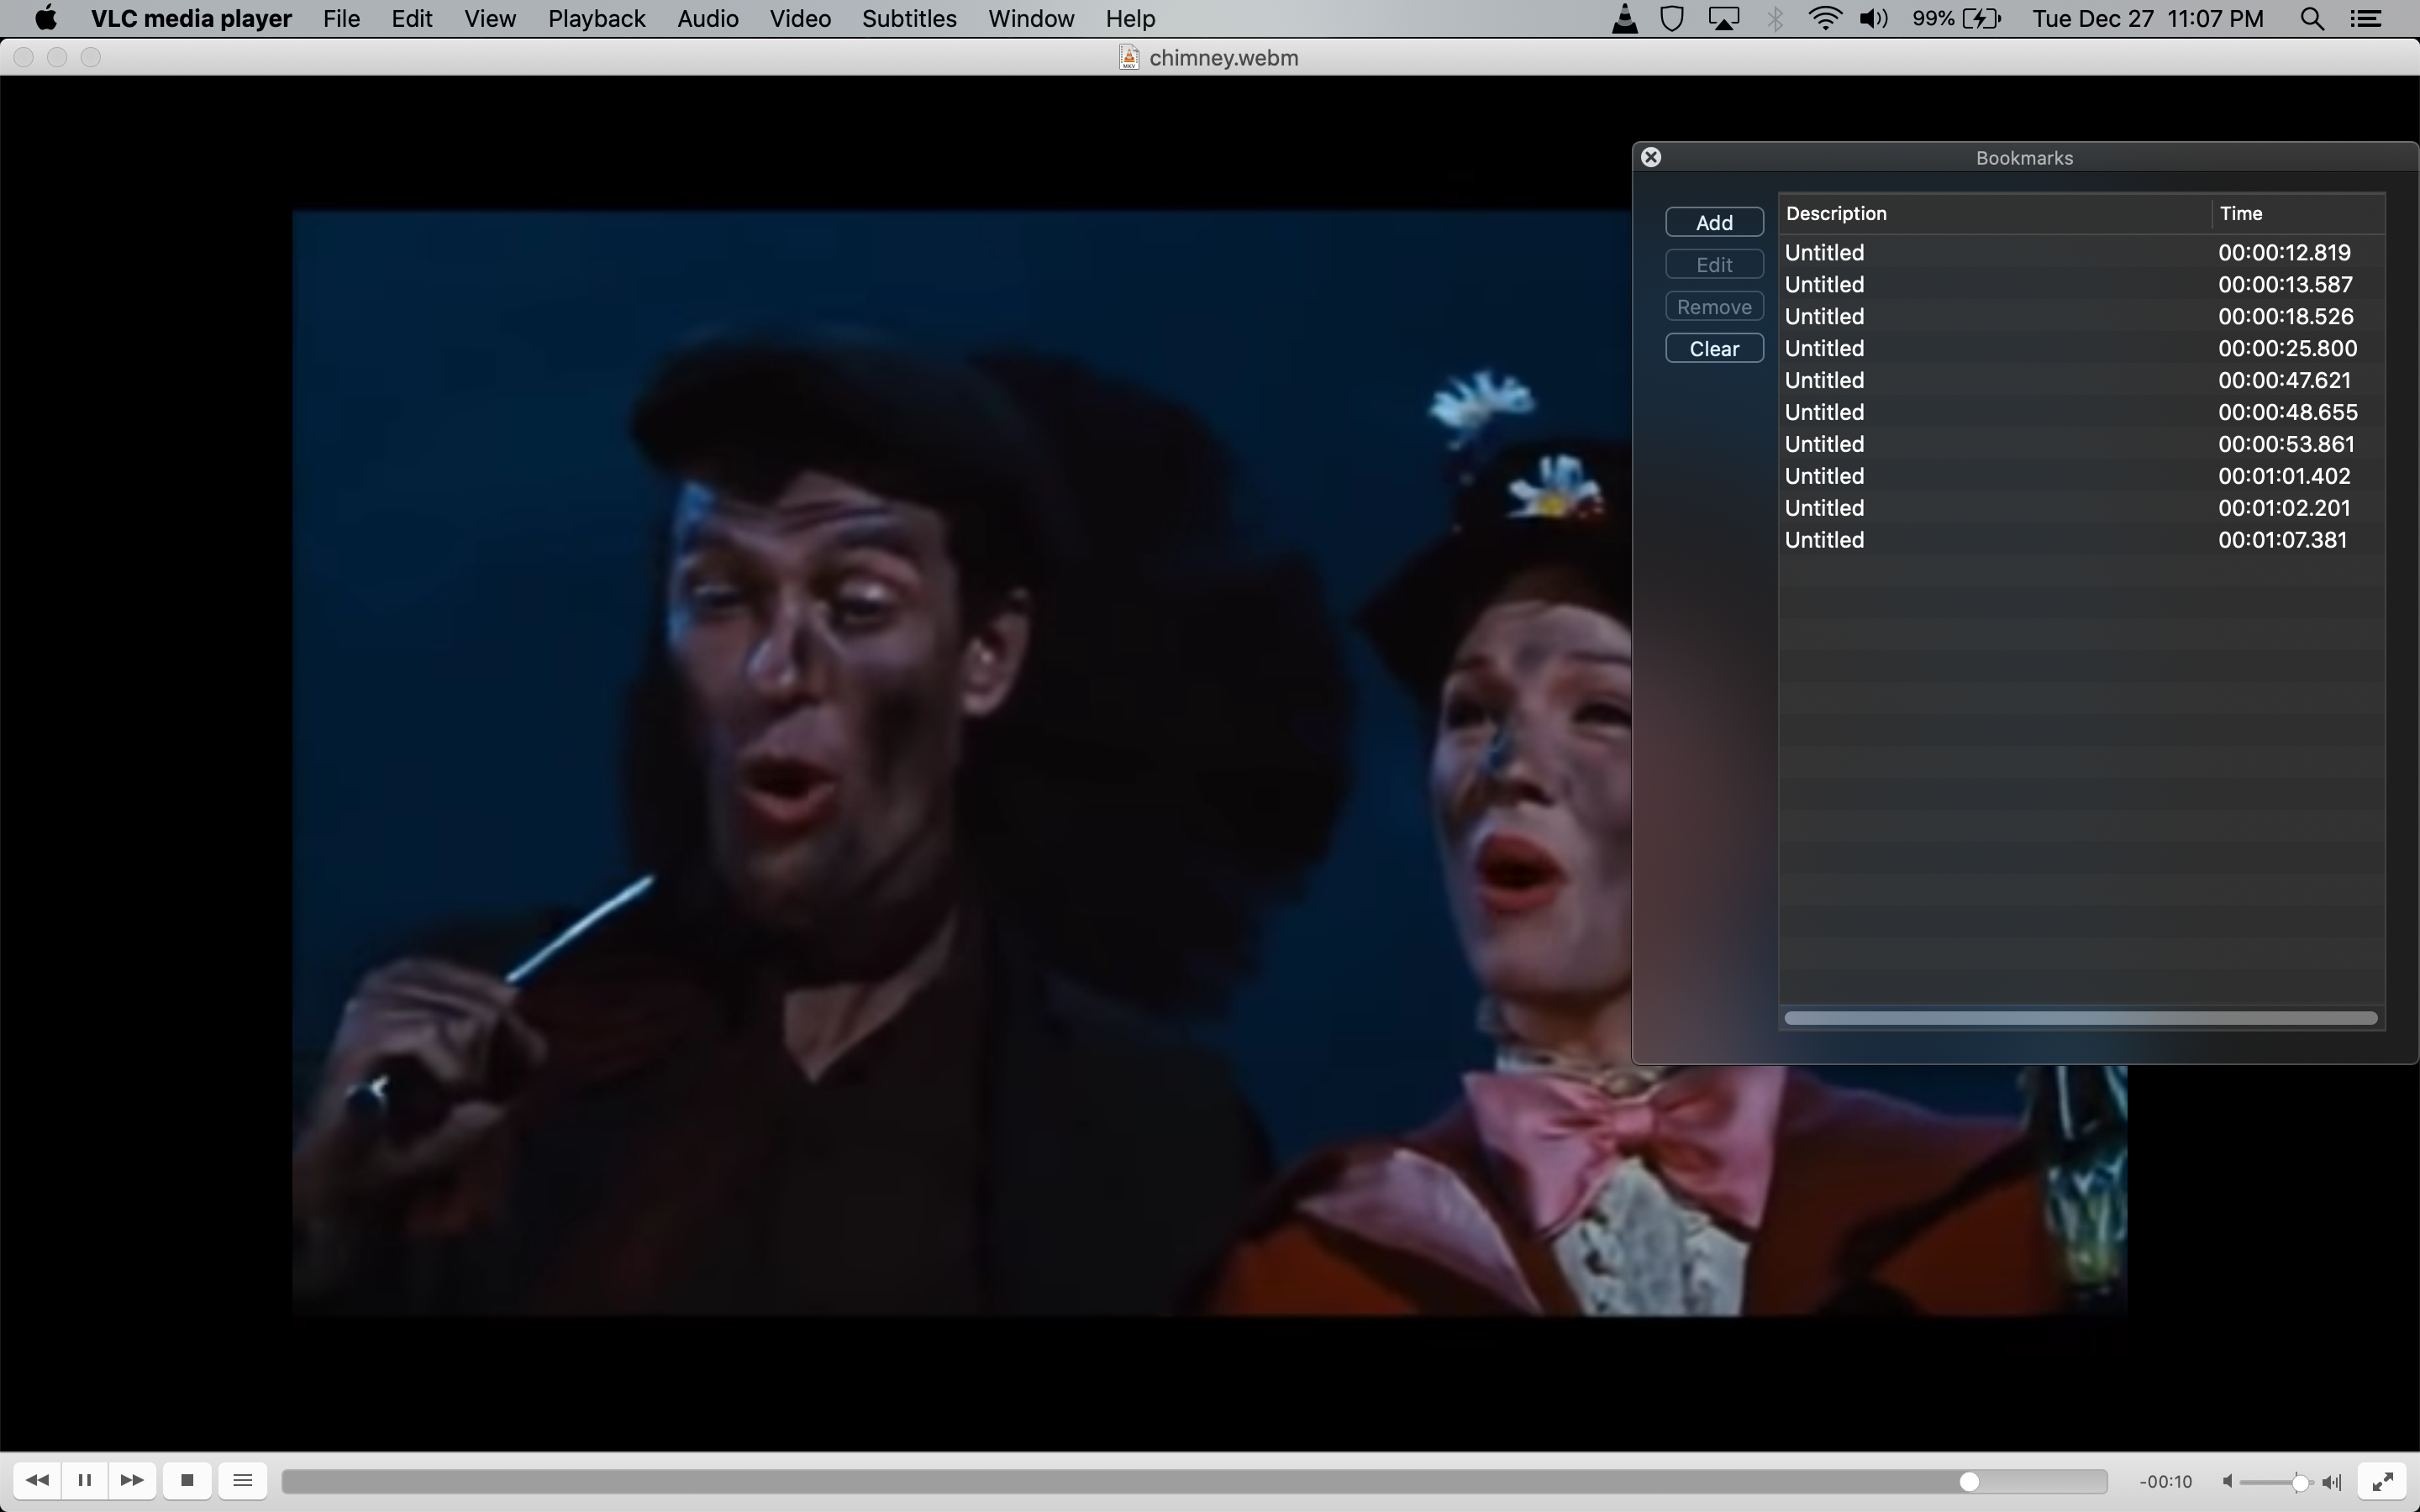 VLC media player File Edit View Playback Audio Video Subtitles Window Help 99% Tue Dec 27 11:07 PM
chimney.webm
Bookmarks
Add
Edit
Remove
Clear
Description Time
Untitled 00:00:12.819
Untitled 00:00:13.587
Untitled 00:00:18.526
Untitled 00:00:25.800
Untitled 00:00:47.621
Untitled 00:00:48.655
Untitled 00:00:53.861
Untitled 00:01:01.402
Untitled 00:01:02.201
Untitled 00:01:07.381
-00:10